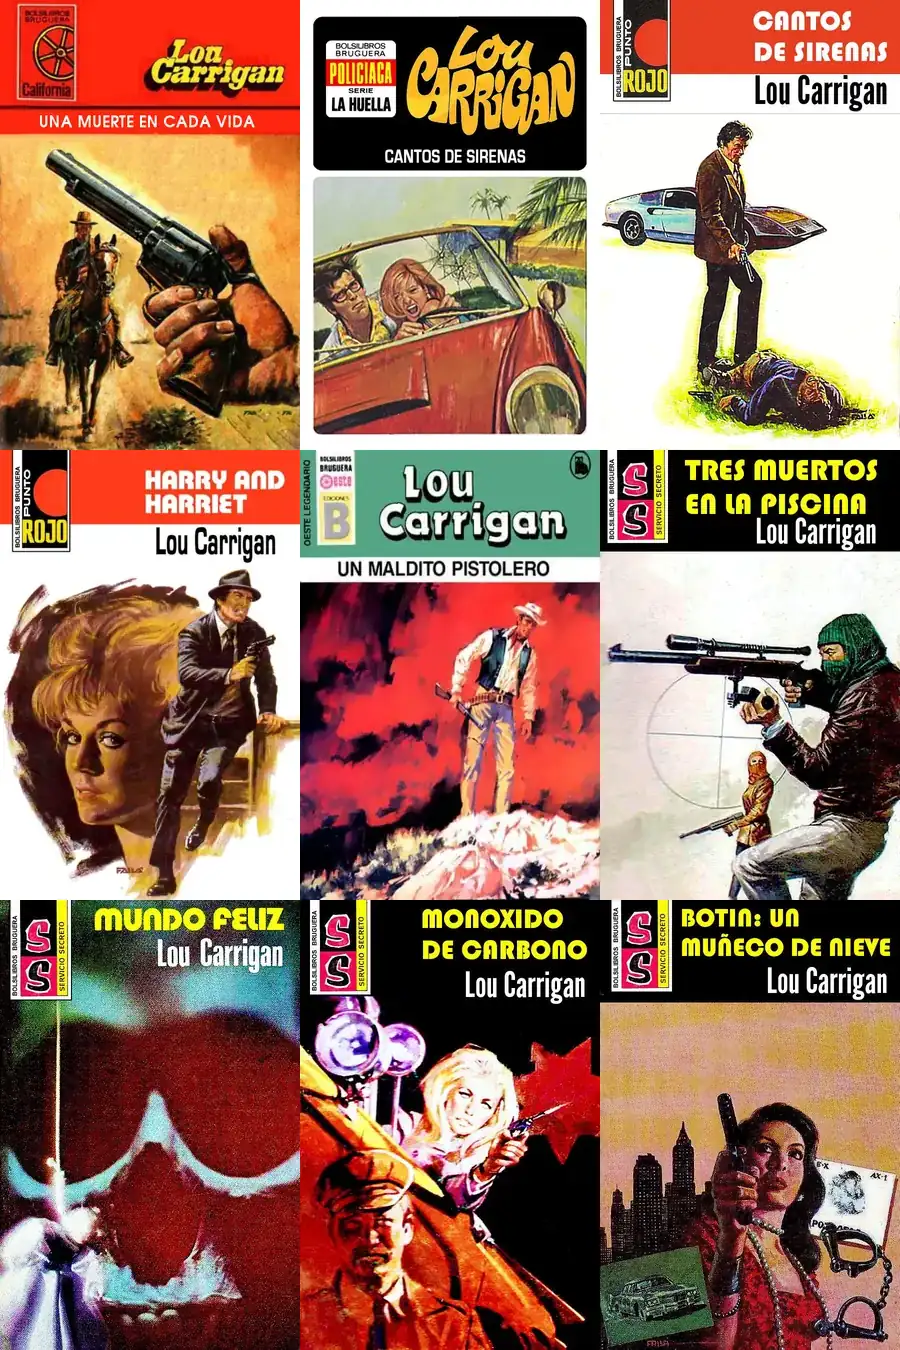 BOLSILIBROS
BRUGUERA
California
Lou
Carrigan
UNA MUERTE EN CADA VIDA
BOLSILIBROS
BRUGUERA
POLICIACA
SERIE
LA HUELLA
Lou
CARRIGAN
CANTOS DE SIRENAS
BOLSILIBROS BRUGUERA
PUNTO
ROJO
CANTOS
DE SIRENAS
Lou Carrigan
BOLSILIBROS BRUGUERA
PUNTO
ROJO
HARRY AND
HARRIET
Lou Carrigan
FABÁ
OESTE LEGENDARIO
BOLSILIBROS
BRUGUERA
oeste
EDICIONES
B
Lou
Carrigan
UN MALDITO PISTOLERO
BOLSILIBROS BRUGUERA
SS
SERVICIO SECRETO
TRES MUERTOS
EN LA PISCINA
Lou Carrigan
BOLSILIBROS BRUGUERA
SS
SERVICIO SECRETO
MUNDO FELIZ
Lou Carrigan
BOLSILIBROS BRUGUERA
SS
SERVICIO SECRETO
MONOXIDO
DE CARBONO
Lou Carrigan
BOLSILIBROS BRUGUERA
SS
SERVICIO SECRETO
BOTIN: UN
MUÑECO DE NIEVE
Lou Carrigan
E-X
AX-1